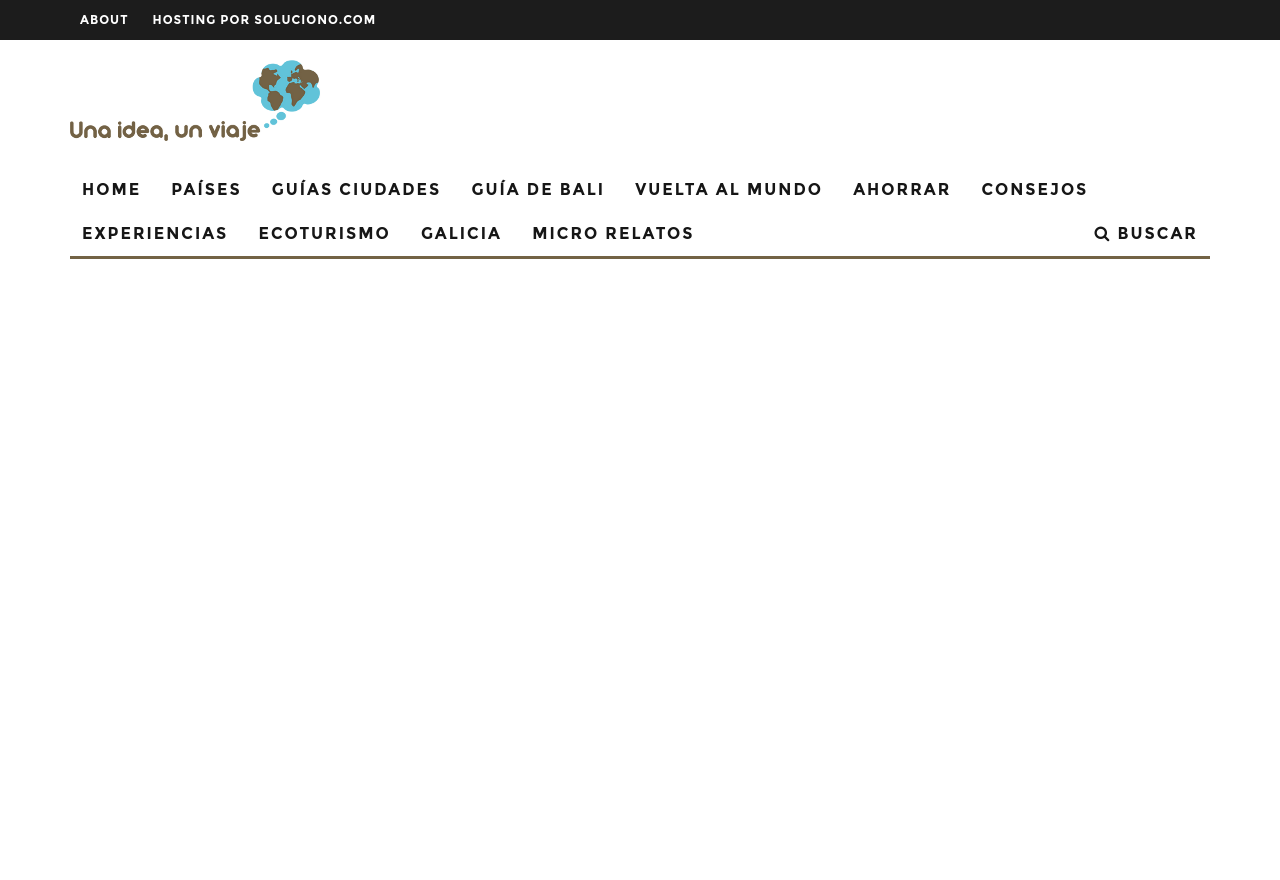 ABOUT HOSTING POR SOLUCIONO.COM
Una idea, un viaje
HOME PAÍSES GUÍAS CIUDADES GUÍA DE BALI VUELTA AL MUNDO AHORRAR CONSEJOS
EXPERIENCIAS ECOTURISMO GALICIA MICRO RELATOS BUSCAR